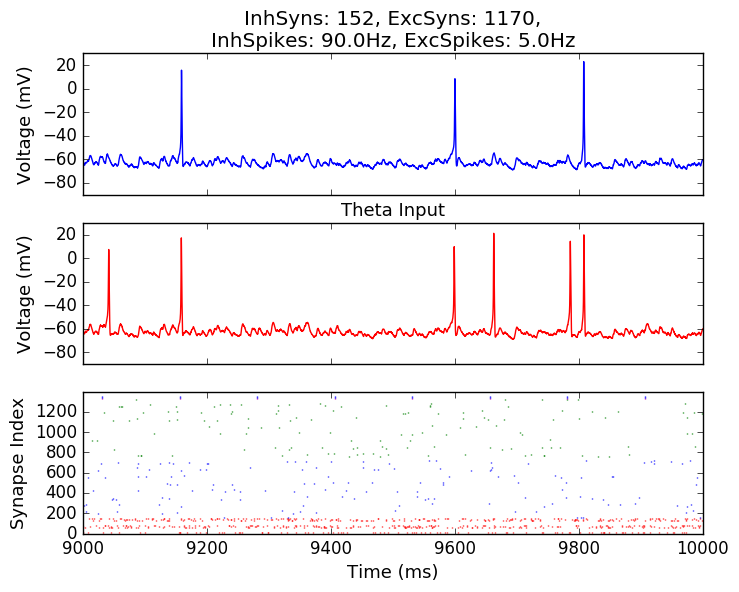 InhSyns: 152, ExcSyns: 1170,
InhSpikes: 90.0Hz, ExcSpikes: 5.0Hz
Voltage (mV)
20
0
−20
−40
−60
−80
Theta Input
Voltage (mV)
20
0
−20
−40
−60
−80
Synapse Index
1200
1000
800
600
400
200
0
9000 9200 9400 9600 9800 10000
Time (ms)